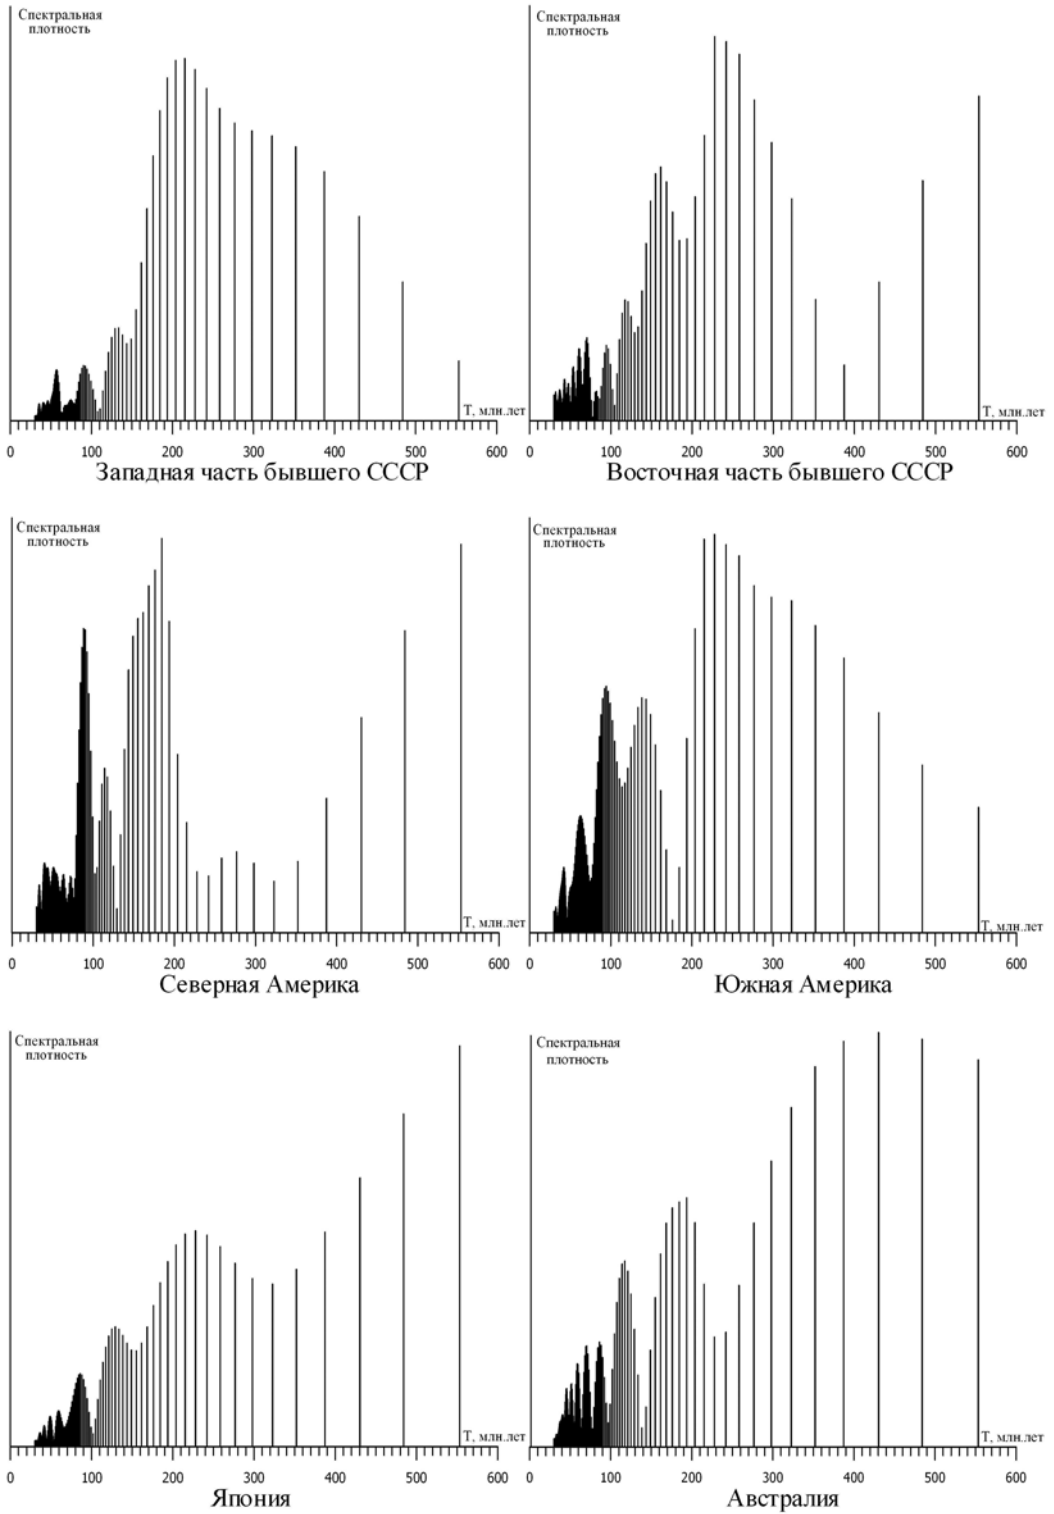 Спектральная
плотность
Т, млн.лет
0 100 200 300 400 500 600
Западная часть бывшего СССР
Спектральная
плотность
Т, млн.лет
0 100 200 300 400 500 600
Восточная часть бывшего СССР
Спектральная
плотность
Т, млн.лет
0 100 200 300 400 500 600
Северная Америка
Спектральная
плотность
Т, млн.лет
0 100 200 300 400 500 600
Южная Америка
Спектральная
плотность
Т, млн.лет
0 100 200 300 400 500 600
Япония
Спектральная
плотность
Т, млн.лет
0 100 200 300 400 500 600
Австралия